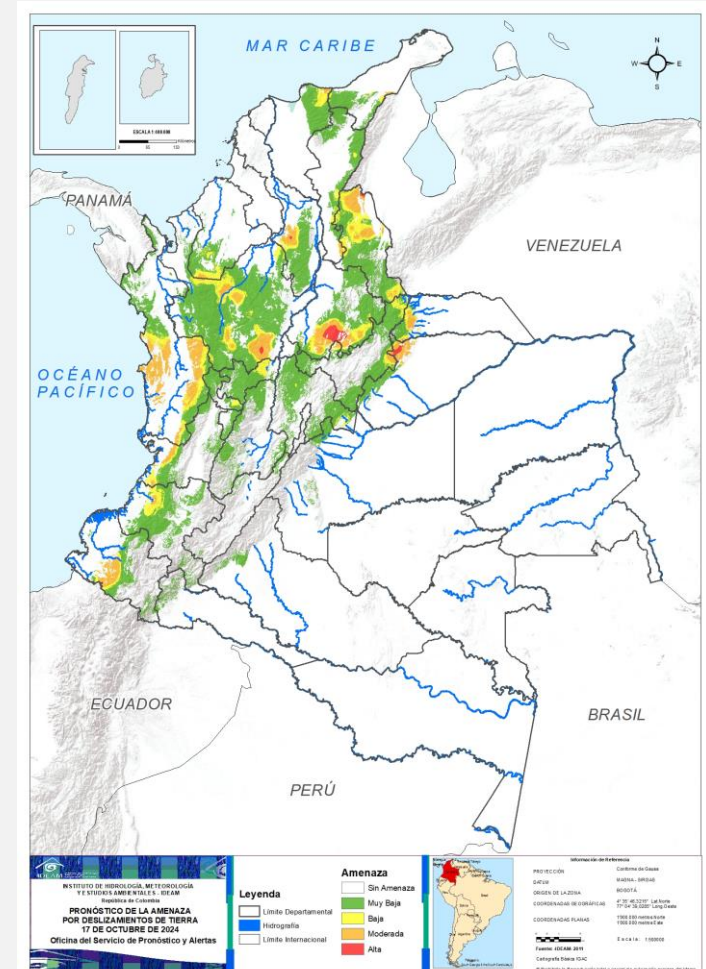 MAR CARIBE
N
W
E
S
ESCALA 1:
PANAMÁ
VENEZUELA
OCÉANO
PACÍFICO
ECUADOR
BRASIL
PERÚ
IDEAM
INSTITUTO DE HIDROLOGÍA, METEOROLOGÍA
Y ESTUDIOS AMBIENTALES - IDEAM
República de Colombia
PRONÓSTICO DE LA AMENAZA
POR DESLIZAMIENTOS DE TIERRA
17 DE OCTUBRE DE 2024
Oficina del Servicio de Pronóstico y Alertas
Leyenda
Límite Departamental
Hidrografía
Límite Internacional
Amenaza
Sin Amenaza
Muy Baja
Baja
Moderada
Alta
Información de Referencia
PROYECCIÓN
Conforme de Gauss
DATUM
MAGNA - SIRGAS
ORIGEN DE LA ZONA
BOGOTÁ
COORDENADAS GEOGRÁFICAS
COORDENADAS PLANAS
Escala:
Fuente: IDEAM
Cartografía Básica IGAC